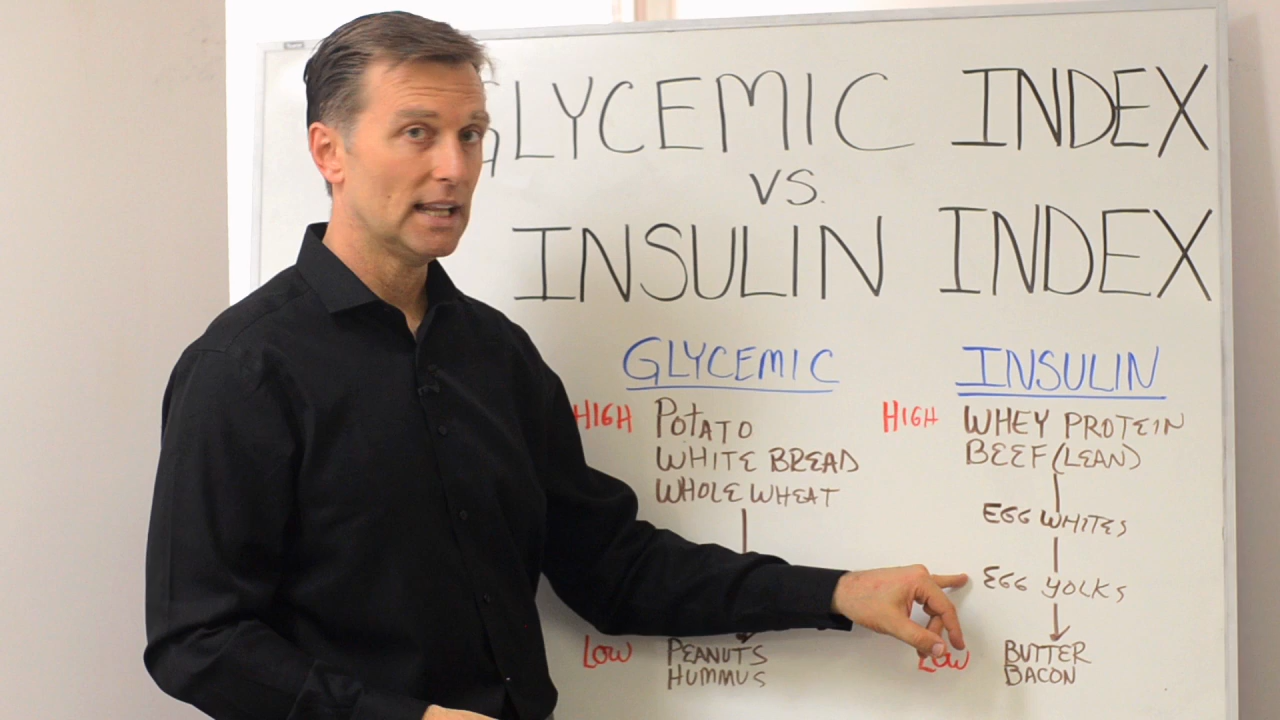 GLYCEMIC INDEX
VS.
INSULIN INDEX
GLYCEMIC
HIGH POTATO
WHITE BREAD
WHOLE WHEAT
LOW PEANUTS
HUMMUS
INSULIN
HIGH WHEY PROTEIN
BEEF (LEAN)
EGG WHITES
EGG YOLKS
LOW BUTTER
BACON